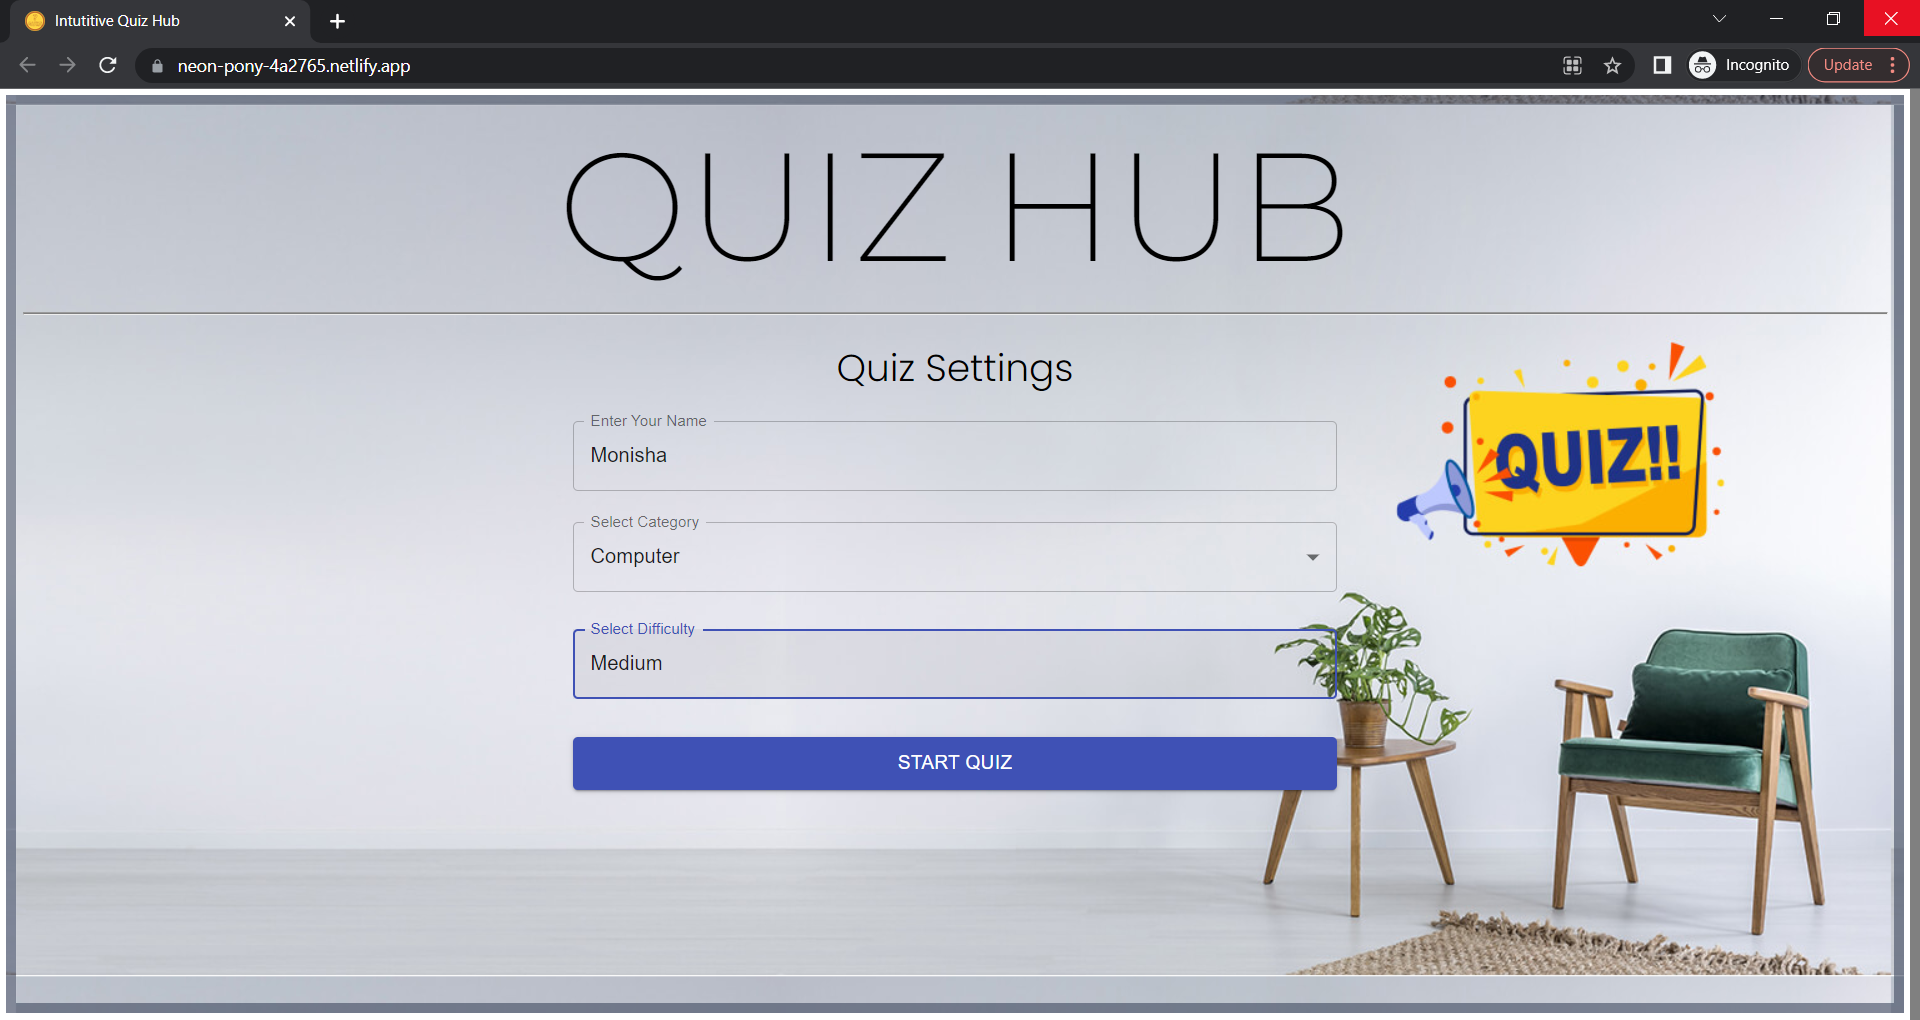 Intutitive Quiz Hub
neon-pony-4a2765.netlify.app
Incognito
Update
QUIZ HUB
Quiz Settings
Enter Your Name
Monisha
Select Category
Computer
Select Difficulty
Medium
START QUIZ
QUIZ!!